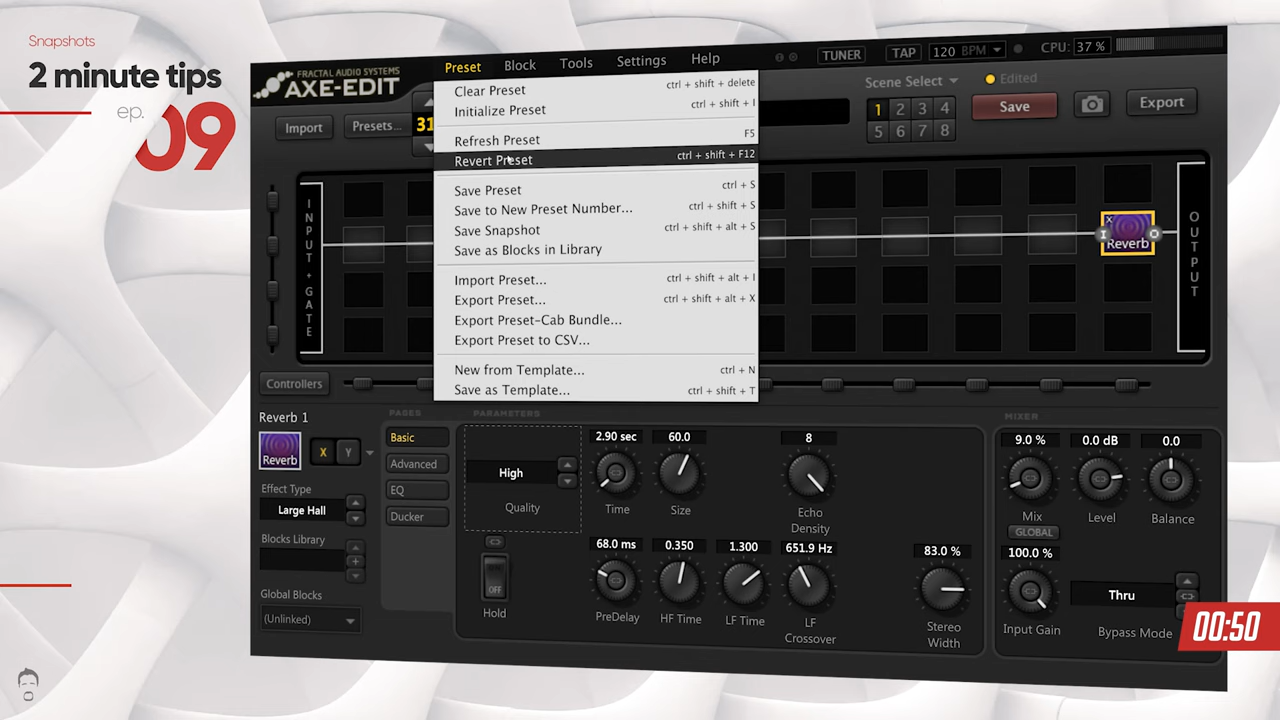 Snapshots
2 minute tips
ep. 09
FRACTAL AUDIO SYSTEMS
AXE-EDIT
Preset Block Tools Settings Help
TUNER TAP 120 BPM CPU: 37 %
Import Presets... 31
Scene Select
1 2 3 4
5 6 7 8
Edited
Save Export
Clear Preset ctrl + shift + delete
Initialize Preset ctrl + shift + I
Refresh Preset F5
Revert Preset ctrl + shift + F12
Save Preset ctrl + S
Save to New Preset Number... ctrl + shift + S
Save Snapshot ctrl + shift + alt + S
Save as Blocks in Library
Import Preset... ctrl + shift + alt + I
Export Preset... ctrl + shift + alt + X
Export Preset-Cab Bundle...
Export Preset to CSV...
New from Template... ctrl + N
Save as Template... ctrl + shift + T
INPUT + GATE
X
I O
Reverb
OUTPUT
Controllers
Reverb 1
Reverb
X Y
Effect Type
Large Hall
Blocks Library
Global Blocks
(Unlinked)
PAGES
Basic
Advanced
EQ
Ducker
PARAMETERS
High
Quality
2.90 sec 60.0 8
Time Size Echo Density
OFF
Hold
68.0 ms 0.350 1.300 651.9 Hz 83.0 %
PreDelay HF Time LF Time LF Crossover Stereo Width
MIXER
9.0 % 0.0 dB 0.0
Mix Level Balance
GLOBAL
100.0 %
Input Gain
Thru
Bypass Mode
00:50